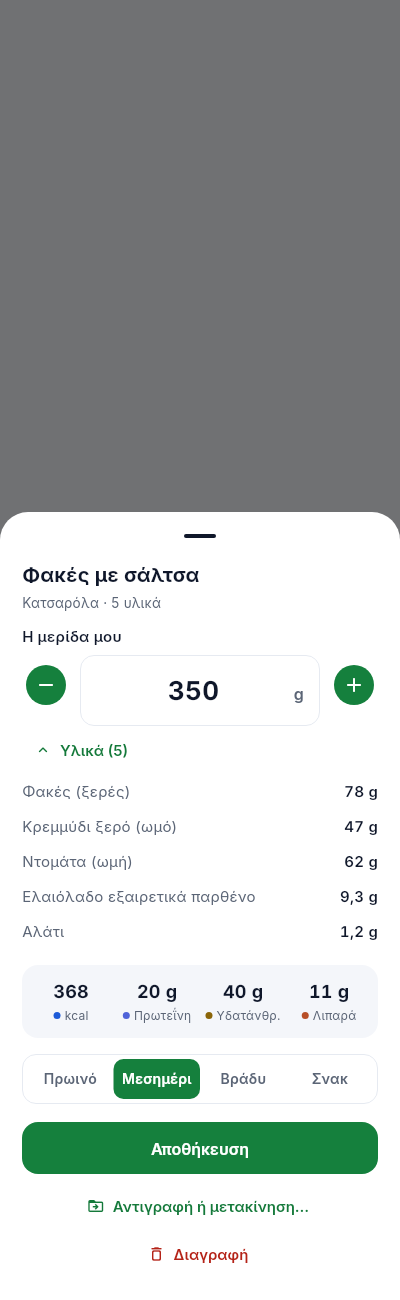 Φακές με σάλτσα
Κατσαρόλα · 5 υλικά
Η μερίδα μου
350 g
Υλικά (5)
Φακές (ξερές) 78 g
Κρεμμύδι ξερό (ωμό) 47 g
Ντομάτα (ωμή) 62 g
Ελαιόλαδο εξαιρετικά παρθένο 9,3 g
Αλάτι 1,2 g
368 20 g 40 g 11 g
kcal Πρωτεΐνη Υδατάνθρ. Λιπαρά
Πρωινό Μεσημέρι Βράδυ Σνακ
Αποθήκευση
Αντιγραφή ή μετακίνηση…
Διαγραφή